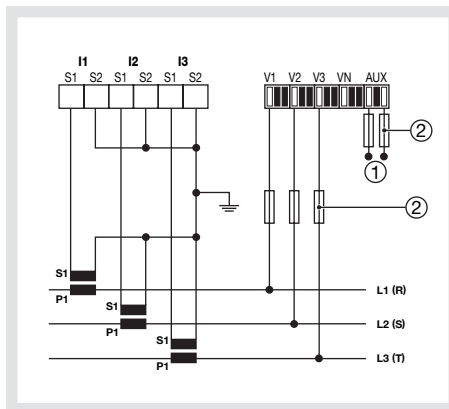 I1 I2 I3
S1 S2 S1 S2 S1 S2 V1 V2 V3 VN AUX
2
1
2
S1
P1 L1 (R)
S1
P1 L2 (S)
S1
P1 L3 (T)